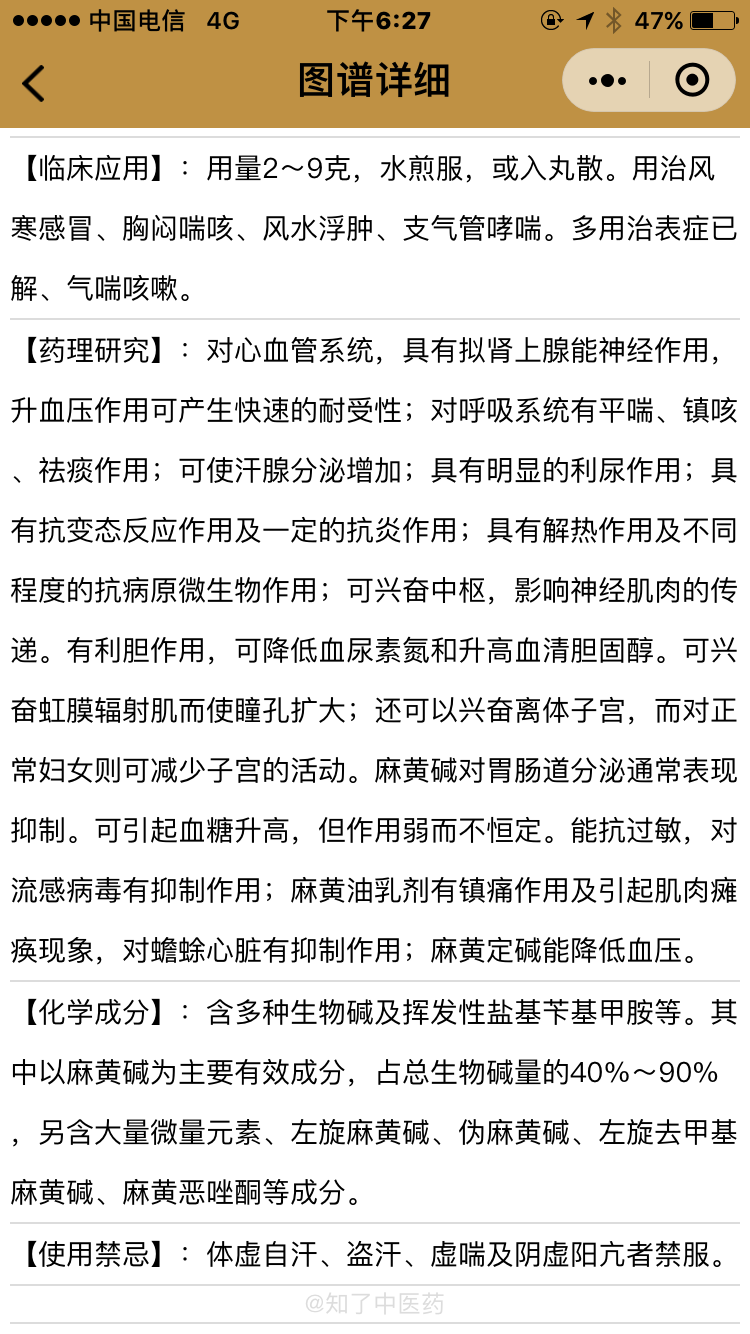 中国电信 4G 下午6:27 47%
图谱详细
【临床应用】：用量2～9克，水煎服，或入丸散。用治风
寒感冒、胸闷喘咳、风水浮肿、支气管哮喘。多用治表症已
解、气喘咳嗽。
【药理研究】：对心血管系统，具有拟肾上腺能神经作用，
升血压作用可产生快速的耐受性；对呼吸系统有平喘、镇咳
、祛痰作用；可使汗腺分泌增加；具有明显的利尿作用；具
有抗变态反应作用及一定的抗炎作用；具有解热作用及不同
程度的抗病原微生物作用；可兴奋中枢，影响神经肌肉的传
递。有利胆作用，可降低血尿素氮和升高血清胆固醇。可兴
奋虹膜辐射肌而使瞳孔扩大；还可以兴奋离体子宫，而对正
常妇女则可减少子宫的活动。麻黄碱对胃肠道分泌通常表现
抑制。可引起血糖升高，但作用弱而不恒定。能抗过敏，对
流感病毒有抑制作用；麻黄油乳剂有镇痛作用及引起肌肉瘫
痪现象，对蟾蜍心脏有抑制作用；麻黄定碱能降低血压。
【化学成分】：含多种生物碱及挥发性盐基苄基甲胺等。其
中以麻黄碱为主要有效成分，占总生物碱量的40%～90%
，另含大量微量元素、左旋麻黄碱、伪麻黄碱、左旋去甲基
麻黄碱、麻黄恶唑酮等成分。
【使用禁忌】：体虚自汗、盗汗、虚喘及阴虚阳亢者禁服。
@知了中医药